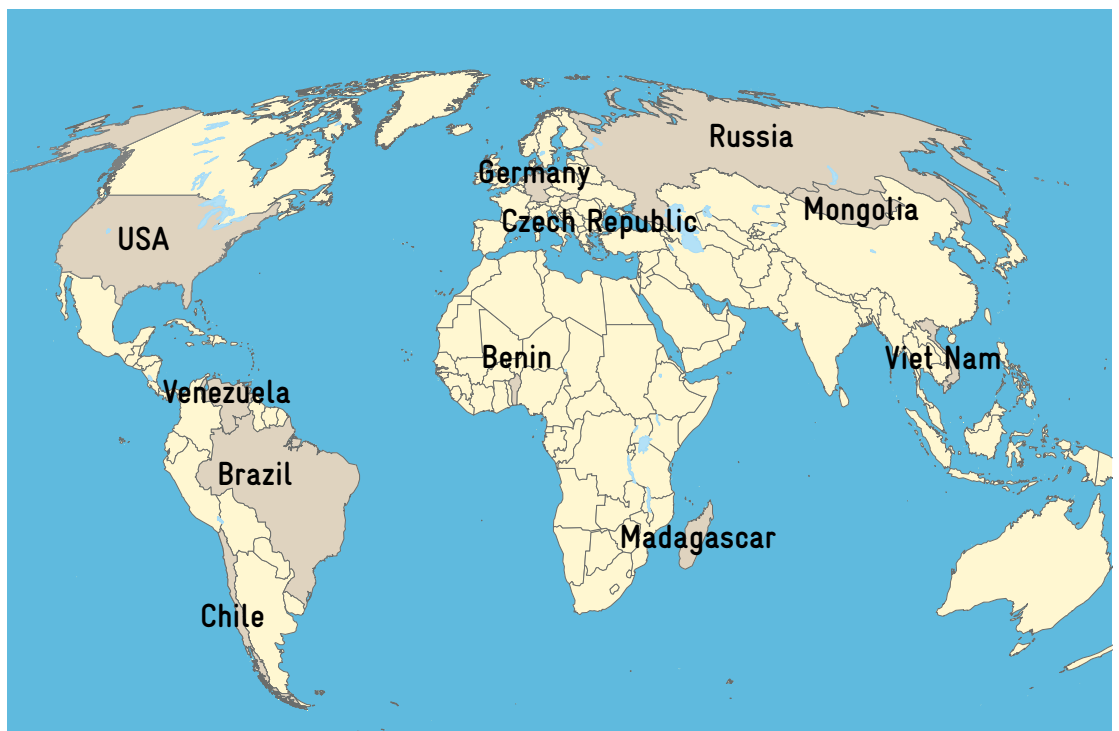 Russia
Germany
Mongolia
Czech Republic
USA
Benin
Viet Nam
Venezuela
Brazil
Madagascar
Chile